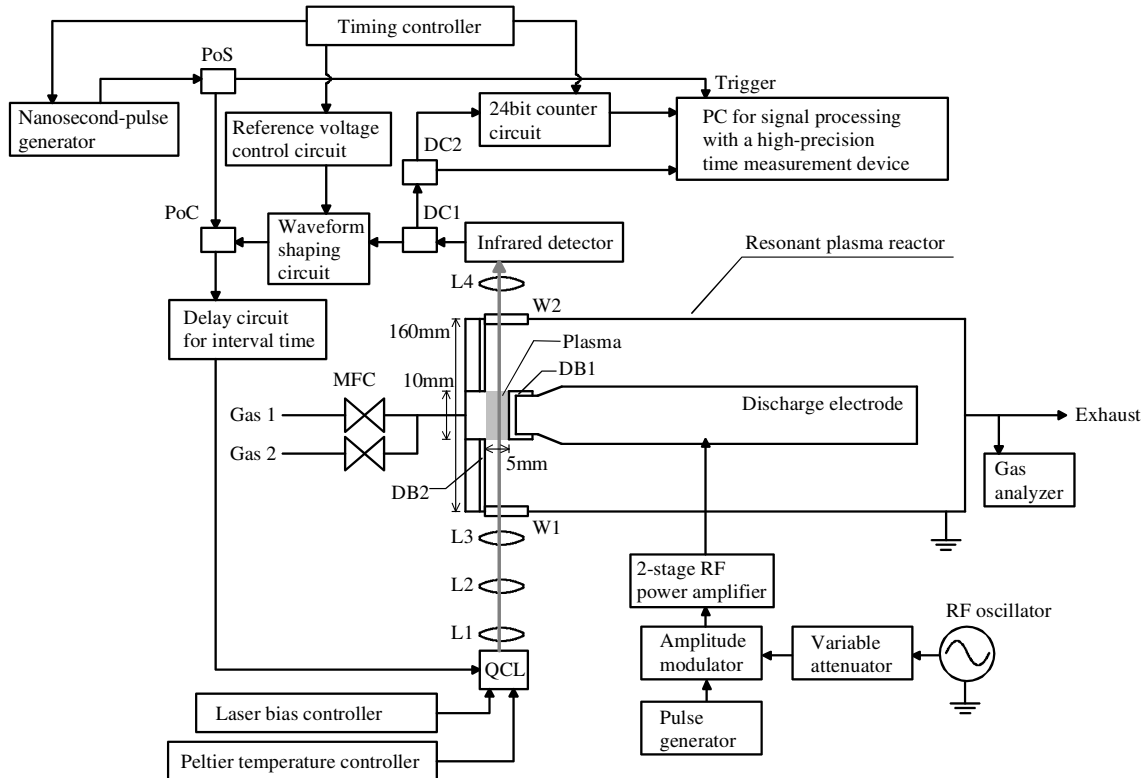 Timing controller
PoS
Trigger
Nanosecond-pulse
generator
Reference voltage
control circuit
24bit counter
circuit
PC for signal processing
with a high-precision
time measurement device
DC2
PoC
DC1
Waveform
shaping
circuit
Infrared detector
Resonant plasma reactor
L4
W2
Delay circuit
for interval time
160mm
Plasma
DB1
MFC
10mm
Gas 1
Discharge electrode
Exhaust
Gas 2
5mm
Gas
analyzer
DB2
W1
L3
L2
2-stage RF
power amplifier
RF oscillator
L1
Amplitude
modulator
Variable
attenuator
QCL
Laser bias controller
Pulse
generator
Peltier temperature controller